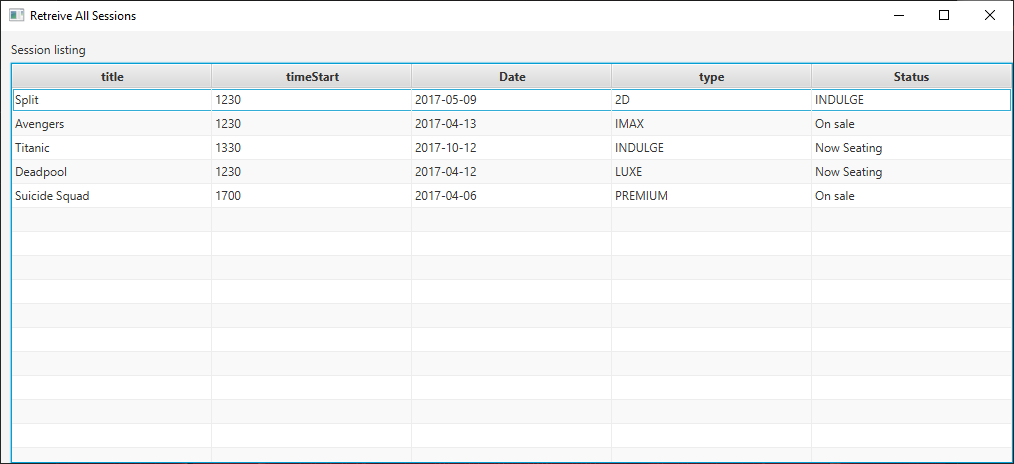 Retreive All Sessions
Session listing
title timeStart Date type Status
Split 1230 2017-05-09 2D INDULGE
Avengers 1230 2017-04-13 IMAX On sale
Titanic 1330 2017-10-12 INDULGE Now Seating
Deadpool 1230 2017-04-12 LUXE Now Seating
Suicide Squad 1700 2017-04-06 PREMIUM On sale